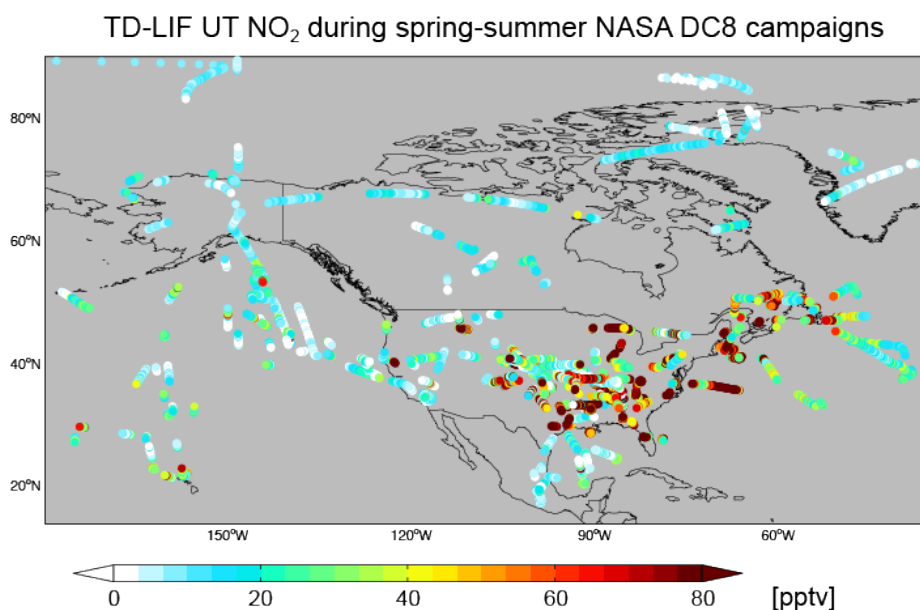 TD-LIF UT NO₂ during spring-summer NASA DC8 campaigns
80°N
60°N
40°N
20°N
150°W 120°W 90°W 60°W
0 20 40 60 80 [pptv]